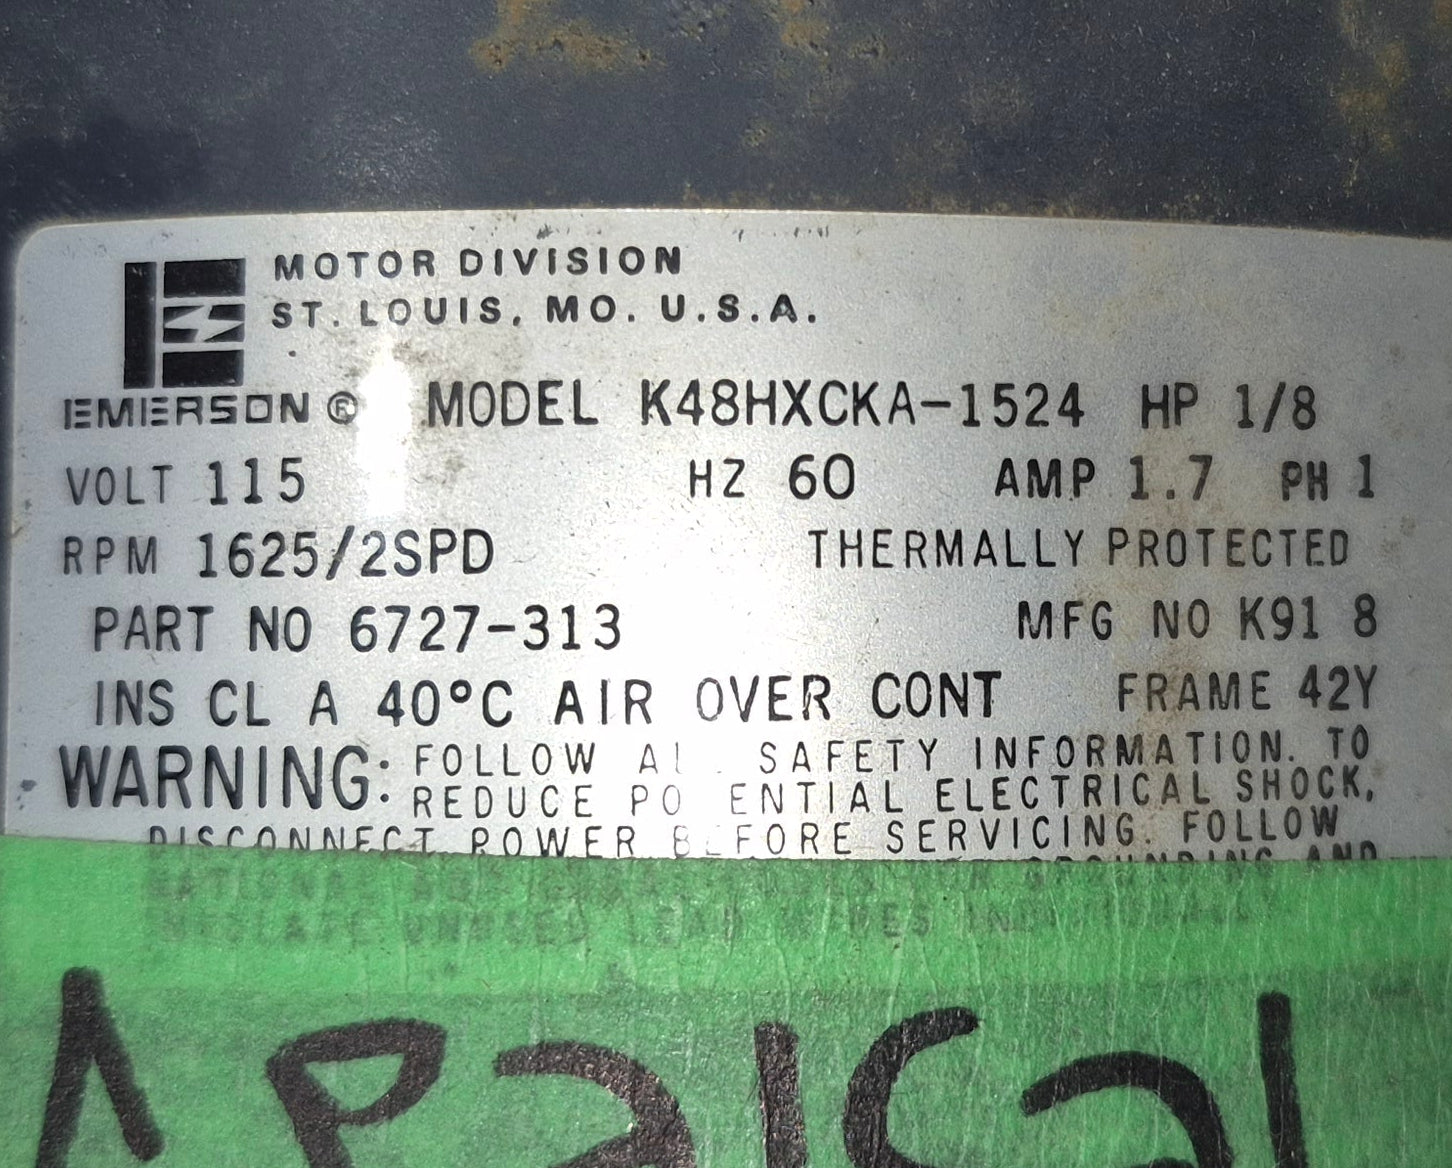 MOTOR DIVISION
ST. LOUIS, MO. U.S.A.
EMERSON® MODEL K48HXCKA-1524 HP 1/8
VOLT 115 HZ 60 AMP 1.7 PH 1
RPM 1625/2SPD THERMALLY PROTECTED
PART NO 6727-313 MFG NO K91 8
INS CL A 40°C AIR OVER CONT FRAME 42Y
WARNING: FOLLOW SAFETY INFORMATION. TO
REDUCE PO ENTIAL ELECTRICAL SHOCK,
DISCONNECT POWER BEFORE SERVICING. FOLLOW
GROUNDING AND